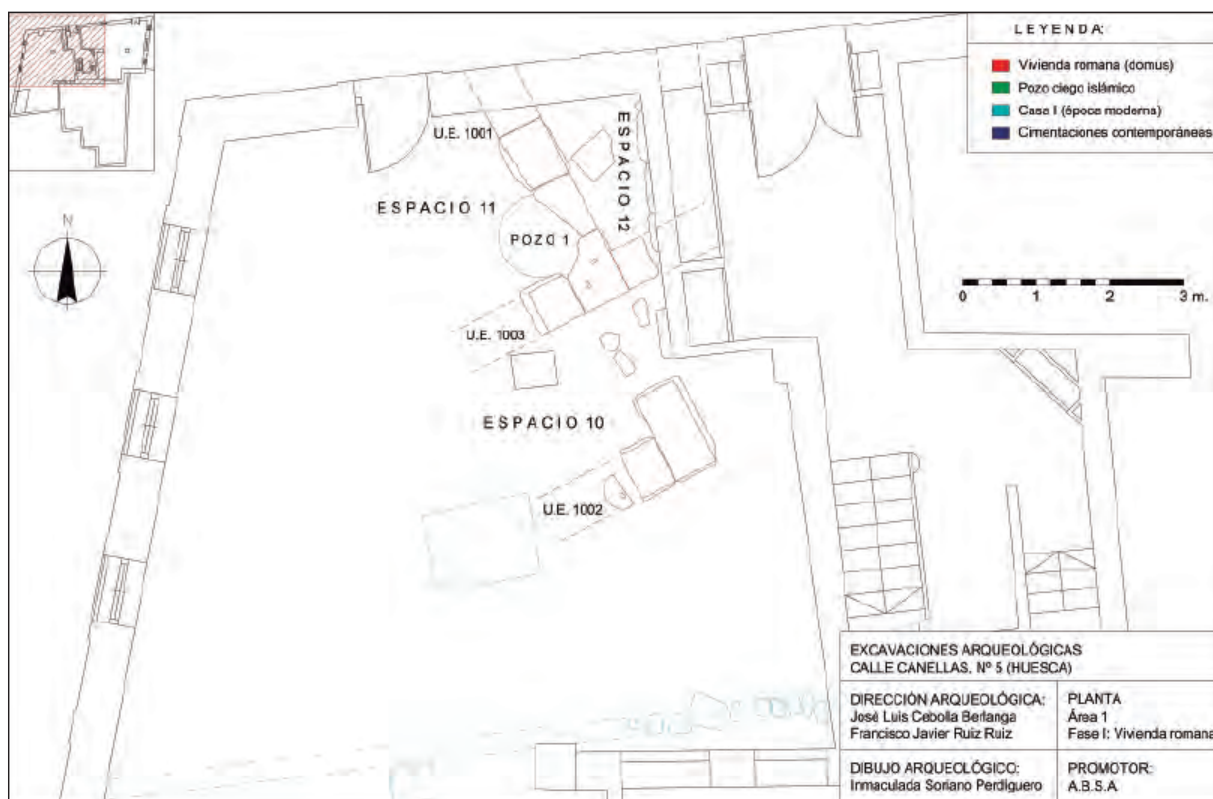 LEYENDA:
Vivienda romana (domus)
Pozo ciego islámico
Casa I (época moderna)
Cimentaciones contemporáneas
U.E. 1001
ESPACIO 12
ESPACIO 11
POZO 1
N
0 1 2 3 m.
U.E. 1003
ESPACIO 10
U.E. 1002
EXCAVACIONES ARQUEOLÓGICAS
CALLE CANELLAS, Nº 5 (HUESCA)
DIRECCIÓN ARQUEOLÓGICA:
José Luis Cebolla Berlanga
Francisco Javier Ruiz Ruiz
PLANTA
Área 1
Fase I: Vivienda romana
DIBUJO ARQUEOLÓGICO:
Inmaculada Soriano Perdiguero
PROMOTOR:
A.B.S.A.